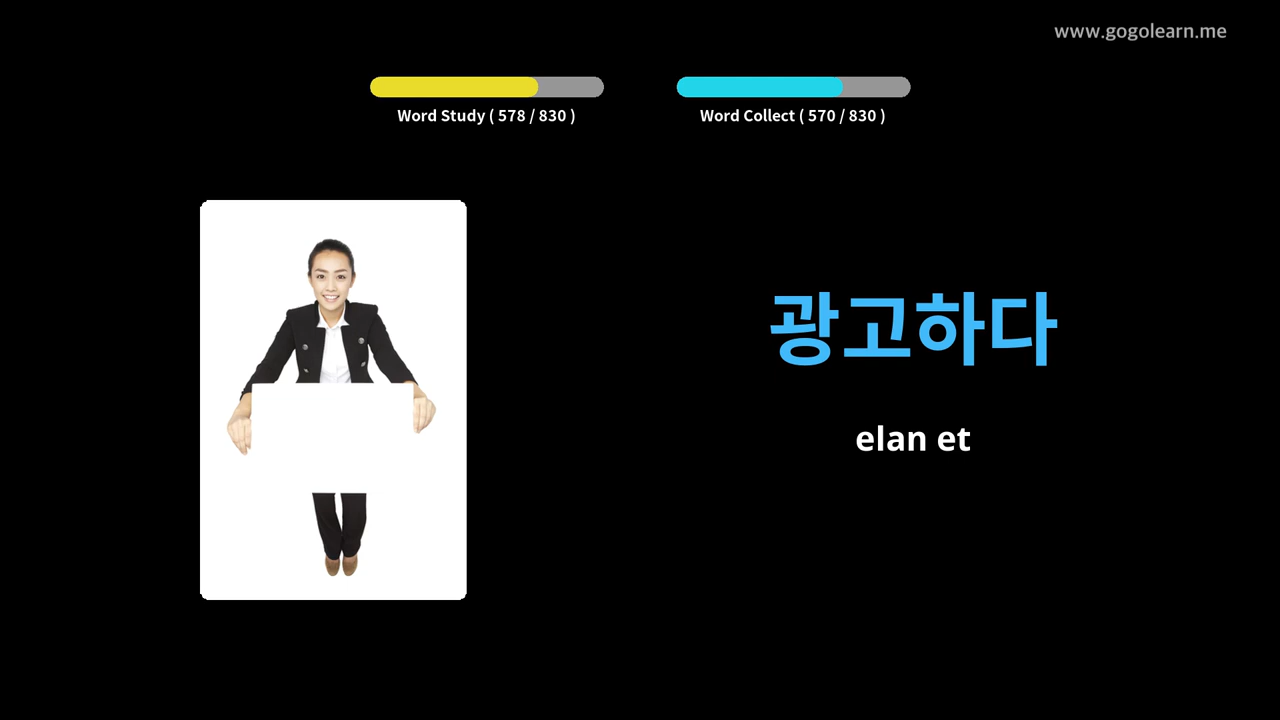 www.gogolearn.me
Word Study ( 578 / 830 )
Word Collect ( 570 / 830 )
광고하다
elan et